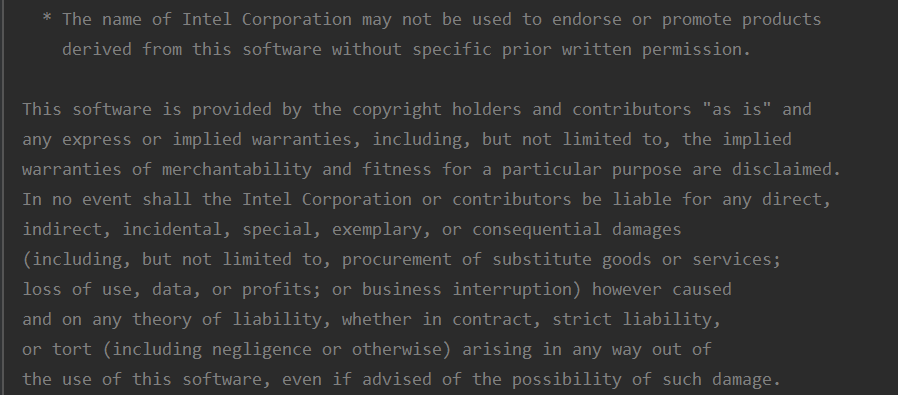 * The name of Intel Corporation may not be used to endorse or promote products
derived from this software without specific prior written permission.
This software is provided by the copyright holders and contributors "as is" and
any express or implied warranties, including, but not limited to, the implied
warranties of merchantability and fitness for a particular purpose are disclaimed.
In no event shall the Intel Corporation or contributors be liable for any direct,
indirect, incidental, special, exemplary, or consequential damages
(including, but not limited to, procurement of substitute goods or services;
loss of use, data, or profits; or business interruption) however caused
and on any theory of liability, whether in contract, strict liability,
or tort (including negligence or otherwise) arising in any way out of
the use of this software, even if advised of the possibility of such damage.